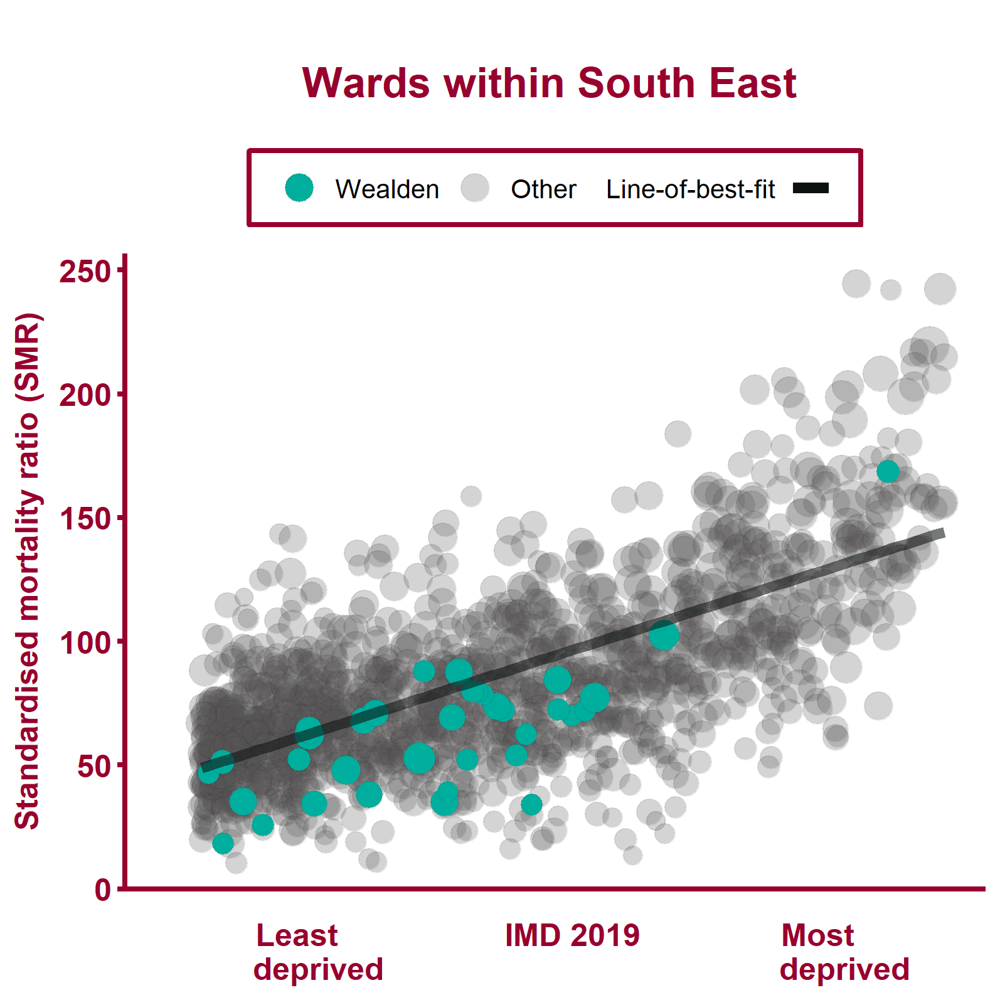 Wards within South East
Wealden Other Line-of-best-fit
Standardised mortality ratio (SMR)
250
200
150
100
50
0
Least deprived
IMD 2019
Most deprived